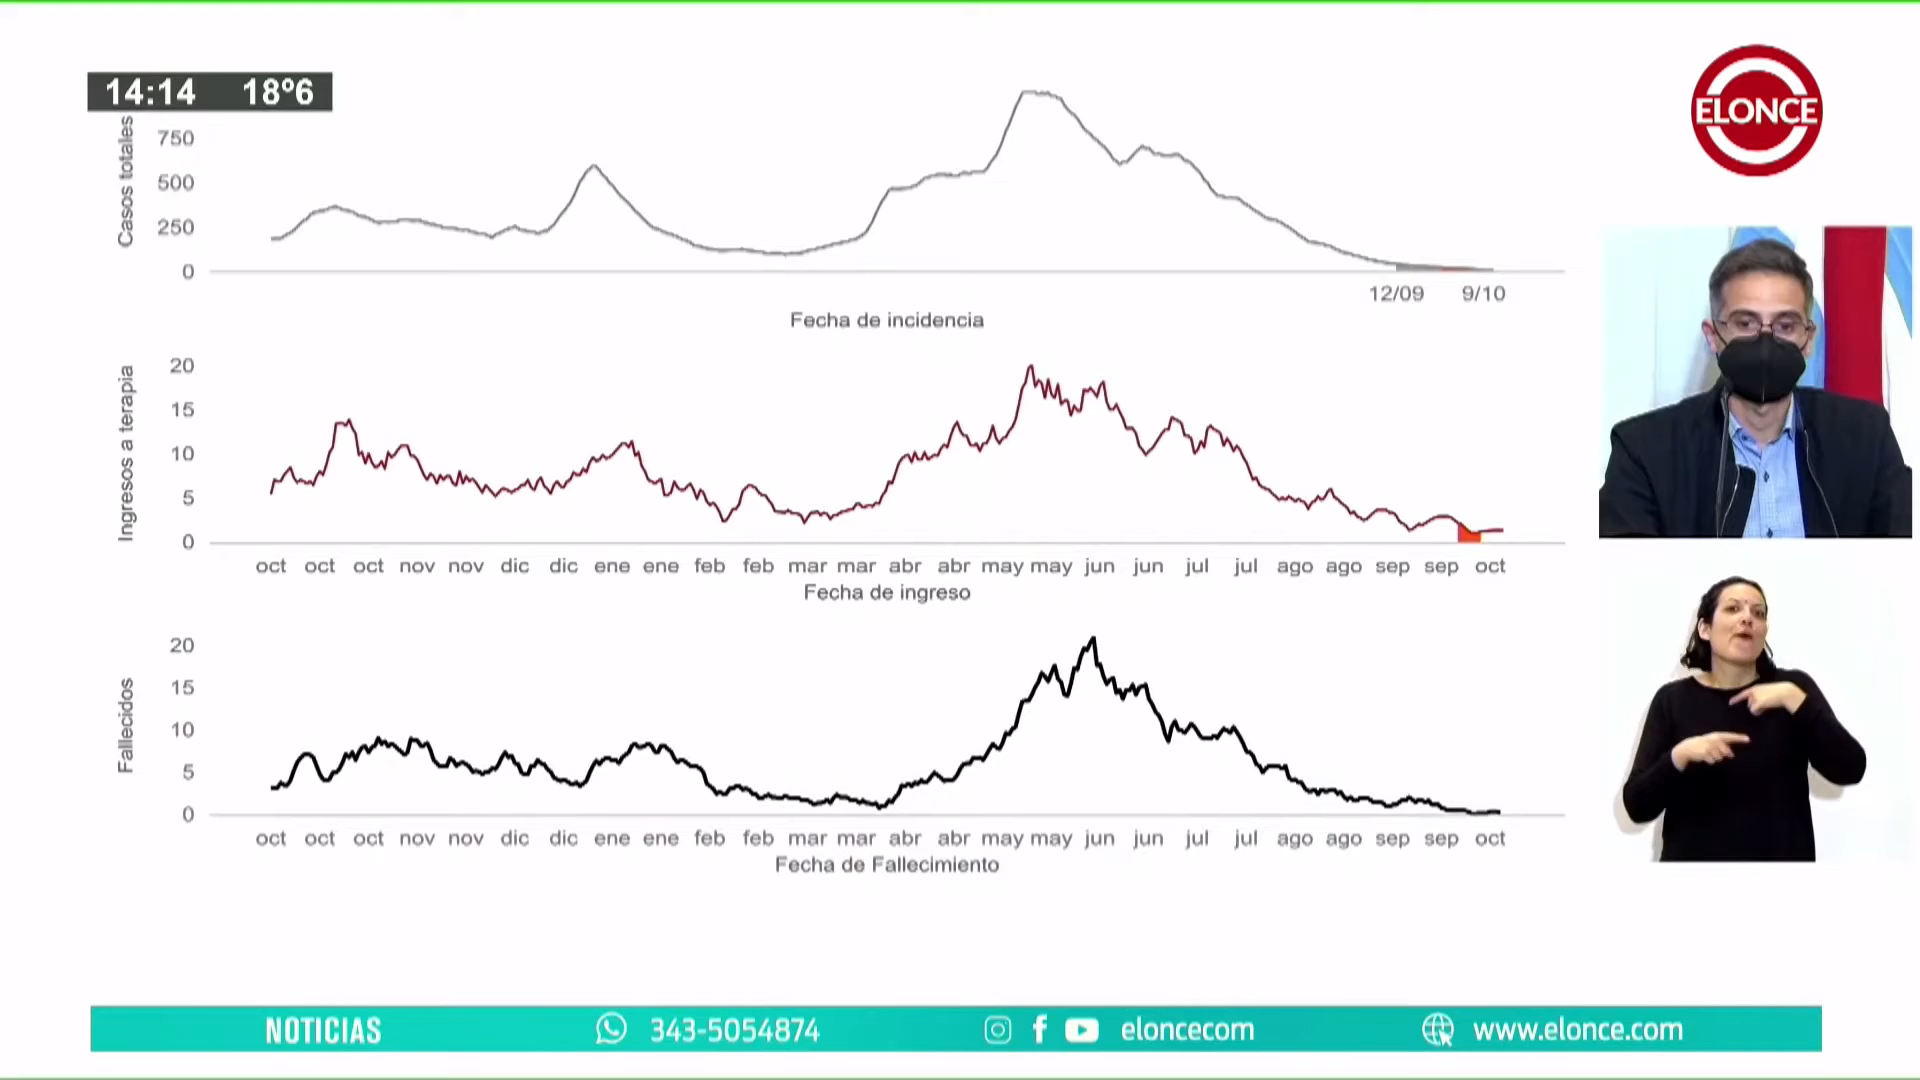 14:14 18º6
ELONCE
Casos totales
750
500
250
0
12/09 9/10
Fecha de incidencia
Ingresos a terapia
20
15
10
5
0
oct oct oct nov nov dic dic ene ene feb feb mar mar abr abr may may jun jun jul jul ago ago sep sep oct
Fecha de ingreso
Fallecidos
20
15
10
5
0
oct oct oct nov nov dic dic ene ene feb feb mar mar abr abr may may jun jun jul jul ago ago sep sep oct
Fecha de Fallecimiento
NOTICIAS 343-5054874 eloncecom www.elonce.com